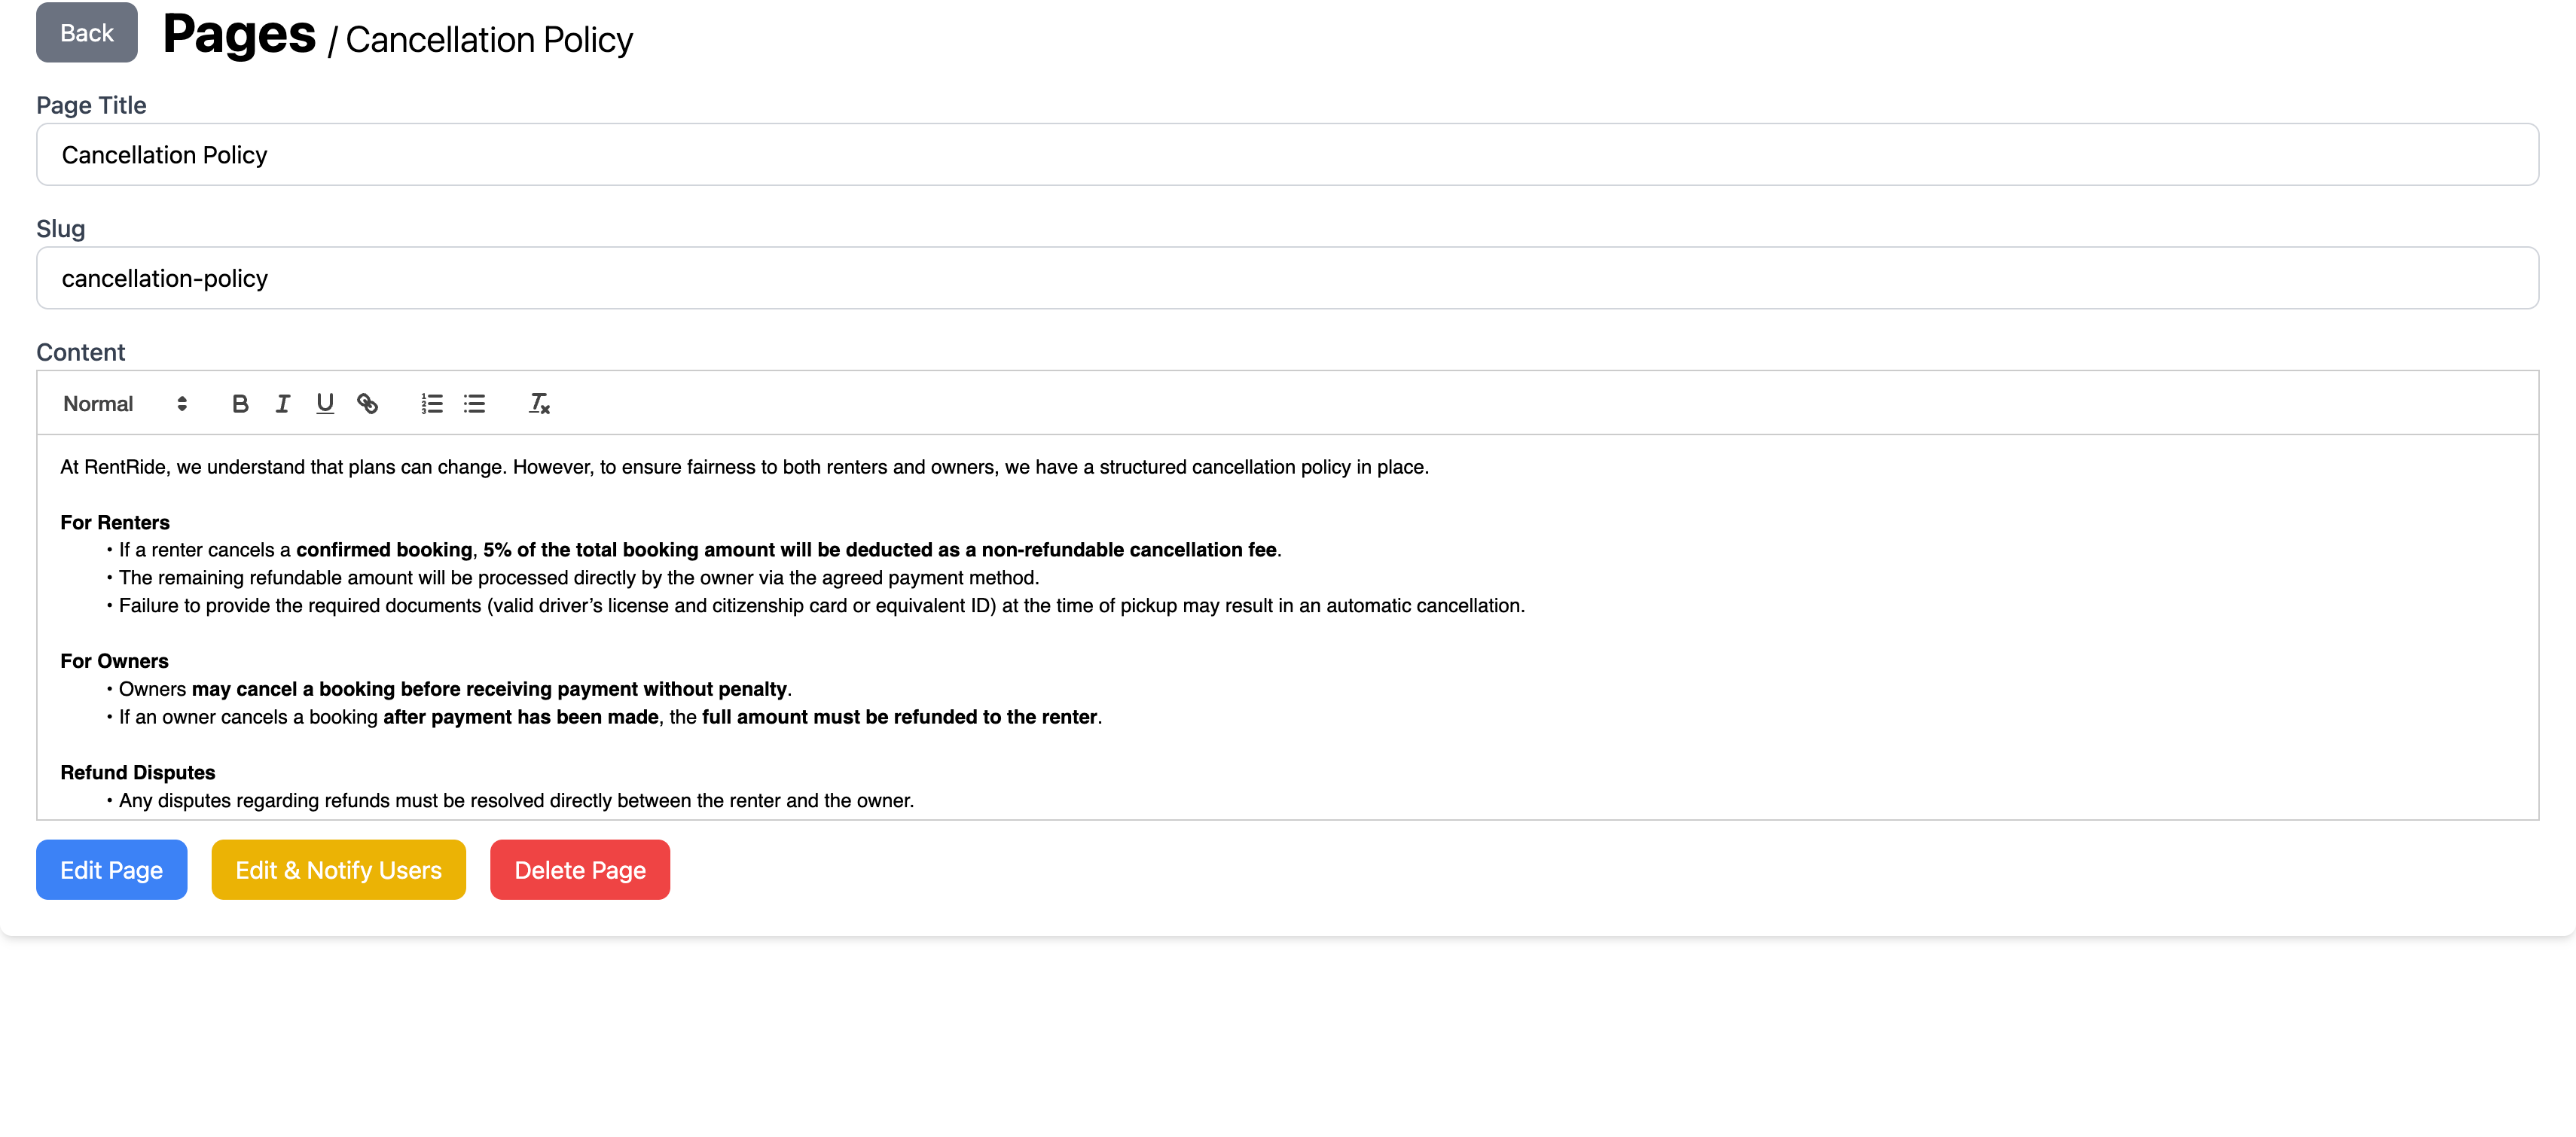 Back Pages / Cancellation Policy
Page Title
Cancellation Policy
Slug
cancellation-policy
Content
Normal
At RentRide, we understand that plans can change. However, to ensure fairness to both renters and owners, we have a structured cancellation policy in place.
For Renters
• If a renter cancels a confirmed booking, 5% of the total booking amount will be deducted as a non-refundable cancellation fee.
• The remaining refundable amount will be processed directly by the owner via the agreed payment method.
• Failure to provide the required documents (valid driver’s license and citizenship card or equivalent ID) at the time of pickup may result in an automatic cancellation.
For Owners
• Owners may cancel a booking before receiving payment without penalty.
• If an owner cancels a booking after payment has been made, the full amount must be refunded to the renter.
Refund Disputes
• Any disputes regarding refunds must be resolved directly between the renter and the owner.
Edit Page Edit & Notify Users Delete Page